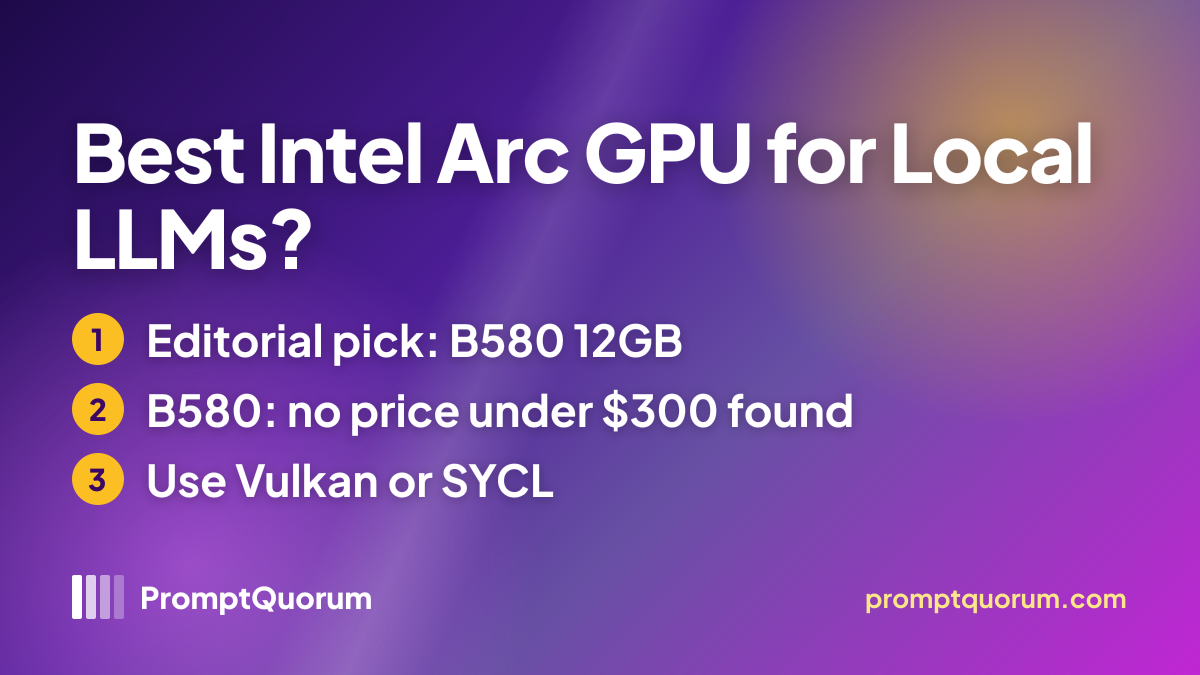 Best Intel Arc GPU for Local
LLMs?
1 Editorial pick: B580 12GB
2 B580: no price under $300 found
3 Use Vulkan or SYCL
PromptQuorum
promptquorum.com